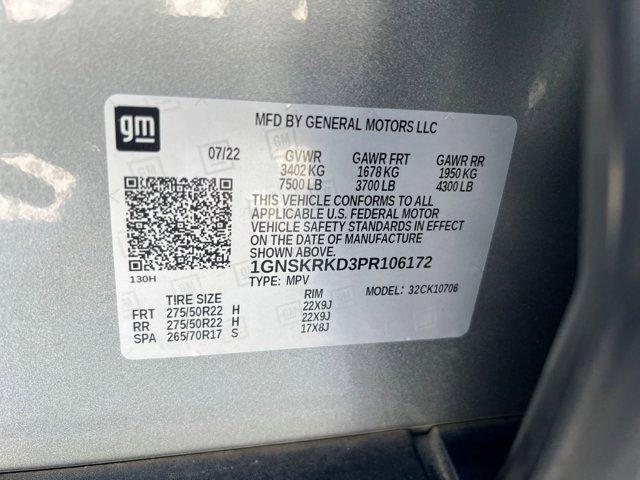 gm
MFD BY GENERAL MOTORS LLC
07/22 GVWR GAWR FRT GAWR RR
3402 KG 1678 KG 1950 KG
7500 LB 3700 LB 4300 LB
THIS VEHICLE CONFORMS TO ALL
APPLICABLE U.S. FEDERAL MOTOR
VEHICLE SAFETY STANDARDS IN EFFECT
ON THE DATE OF MANUFACTURE
SHOWN ABOVE.
1GNSKRKD3PR106172
130H
TYPE: MPV MODEL: 32CK10706
TIRE SIZE RIM
FRT 275/50R22 H 22X9J
RR 275/50R22 H 22X9J
SPA 265/70R17 S 17X8J